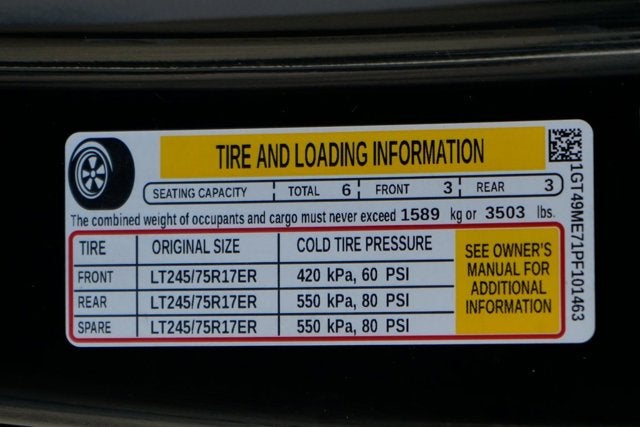 TIRE AND LOADING INFORMATION
SEATING CAPACITY TOTAL 6 FRONT 3 REAR 3
The combined weight of occupants and cargo must never exceed 1589 kg or 3503 lbs.
TIRE ORIGINAL SIZE COLD TIRE PRESSURE
FRONT LT245/75R17ER 420 kPa, 60 PSI
REAR LT245/75R17ER 550 kPa, 80 PSI
SPARE LT245/75R17ER 550 kPa, 80 PSI
SEE OWNER'S
MANUAL FOR
ADDITIONAL
INFORMATION
1GT49ME71PF101463